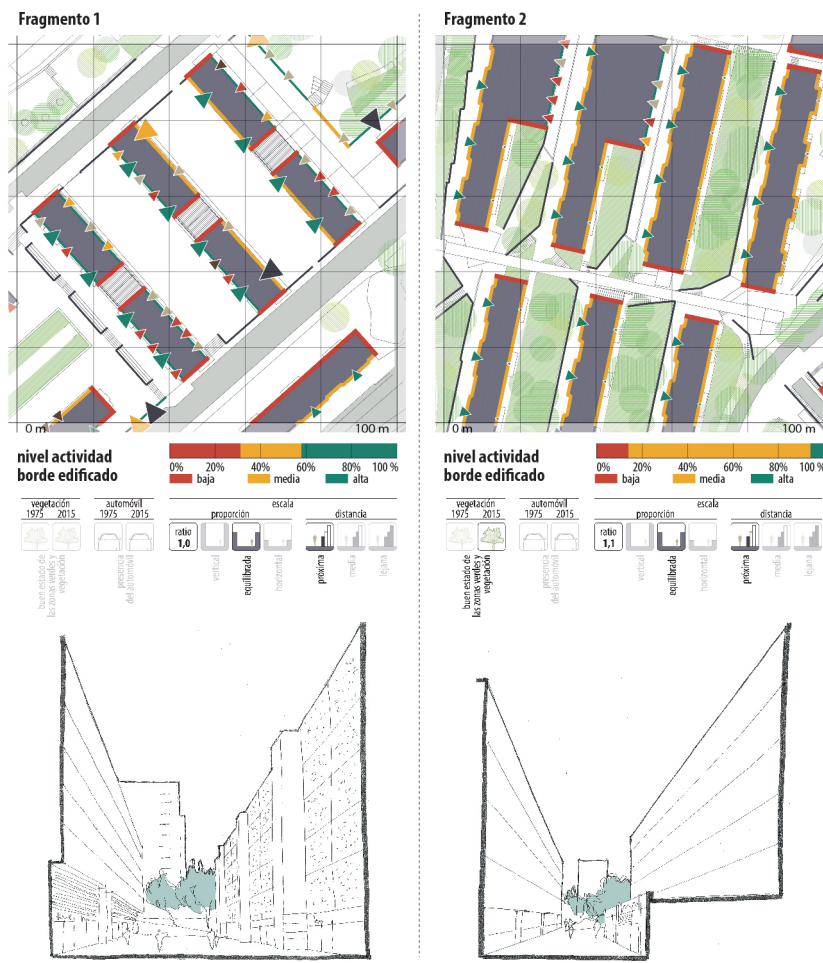 Fragmento 1
0 m
100 m
nivel actividad
borde edificado
0% 20% 40% 60% 80% 100 %
baja media alta
vegetación
1975 2015
automóvil
1975 2015
escala
proporción
distancia
ratio
1,0
buen estado de
las zonas verdes y
vegetación
presencia
del automóvil
vertical
equilibrada
horizontal
próxima
media
lejana
Fragmento 2
0 m
100 m
nivel actividad
borde edificado
0% 20% 40% 60% 80% 100 %
baja media alta
vegetación
1975 2015
automóvil
1975 2015
escala
proporción
distancia
ratio
1,1
buen estado de
las zonas verdes y
vegetación
presencia
del automóvil
vertical
equilibrada
horizontal
próxima
media
lejana